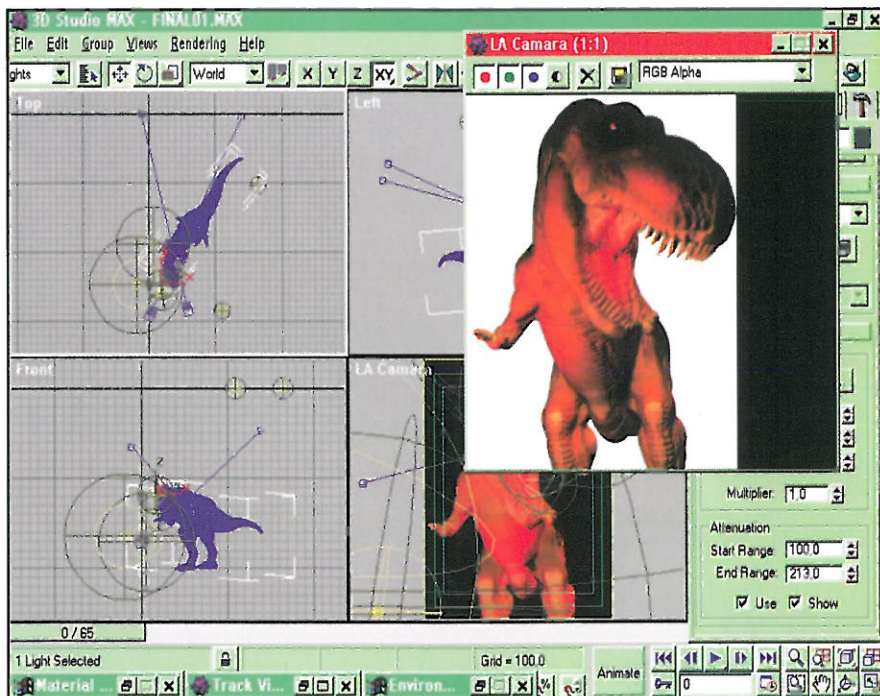 3D Studio MAX - FINAL01.MAX
File Edit Group Views Rendering Help
ghts World X Y Z XY
LA Camara (1:1)
RGB Alpha
Top
Left
Front
LA Camara
Z
Multiplier: 1,0
Attenuation
Start Range: 100,0
End Range: 213,0
Use Show
0 / 65
1 Light Selected
Grid = 100,0
Animate
0
Material ... Track Vi... Environ... %